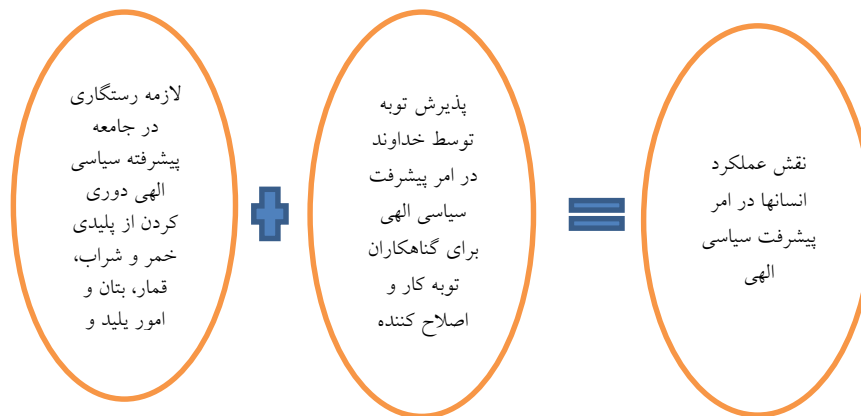 لازمه رستگاری
در جامعه
پیشرفته سیاسی
الهی دوری
کردن از پلیدی
خمر و شراب،
قمار، بتان و
امور پلید و
پذیرش توبه
توسط خداوند
در امر پیشرفت
سیاسی الهی
برای گناهکاران
توبه کار و
اصلاح کننده
نقش عملکرد
انسانها در امر
پیشرفت سیاسی
الهی